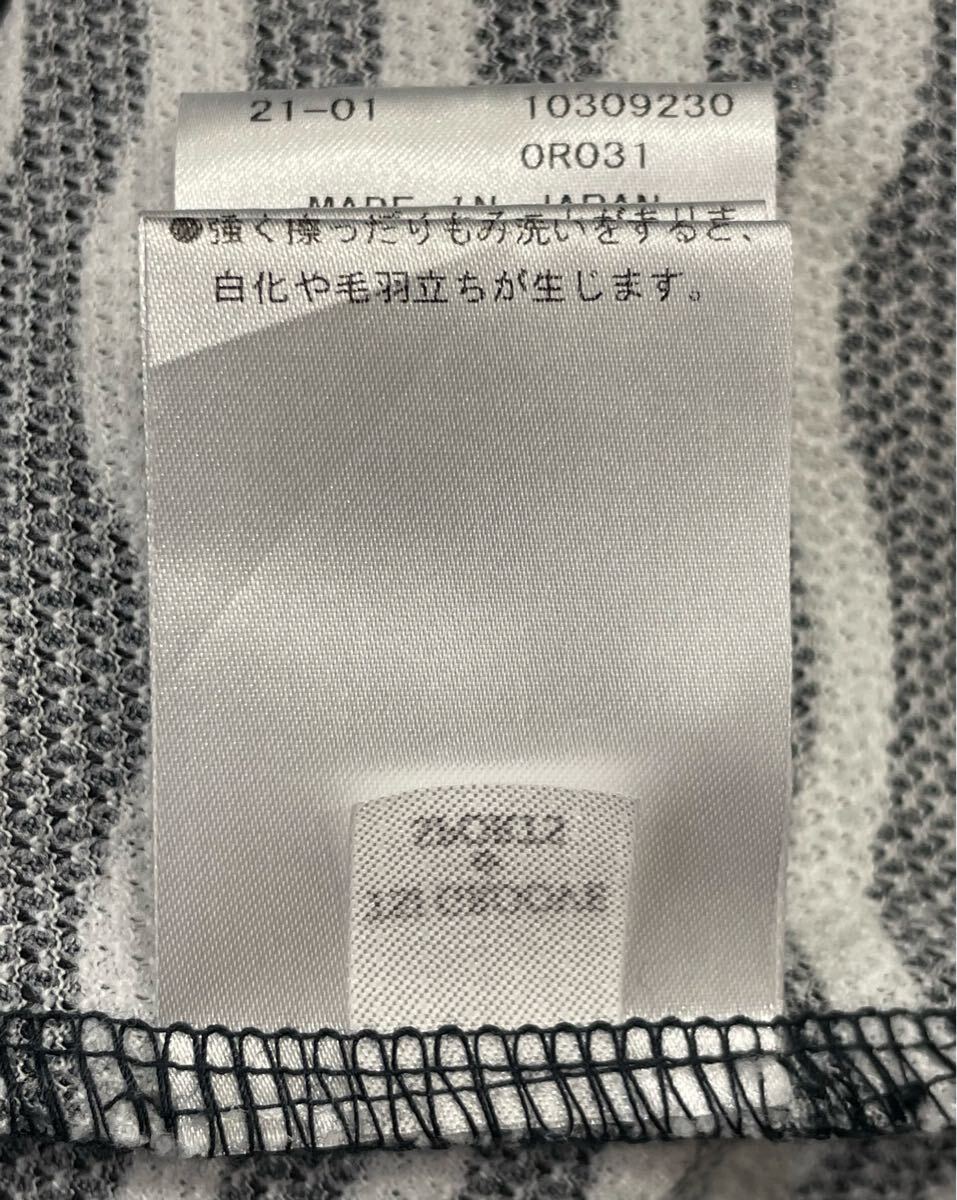 21-01 10309230
0R031
MADE IN JAPAN
●強く擦ったりもみ洗いをすると、
白化や毛羽立ちが生じます。